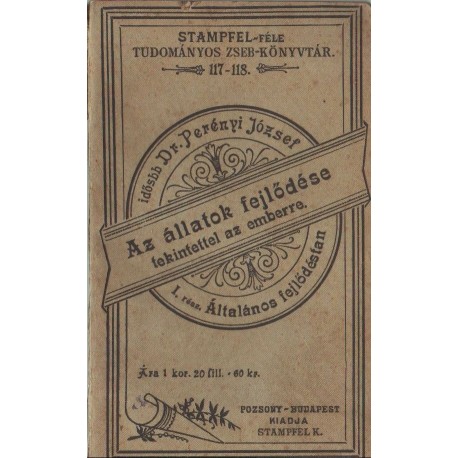 STAMPFEL-FÉLE
TUDOMÁNYOS ZSEB-KÖNYVTÁR.
117-118.
idősbb Dr. Perényi József
Az állatok fejlődése
tekintettel az emberre.
I. rész. Általános fejlődéstan
Ára 1 kor. 20 fill. - 60 kr.
POZSONY - BUDAPEST
KIADJA
STAMPFEL K.